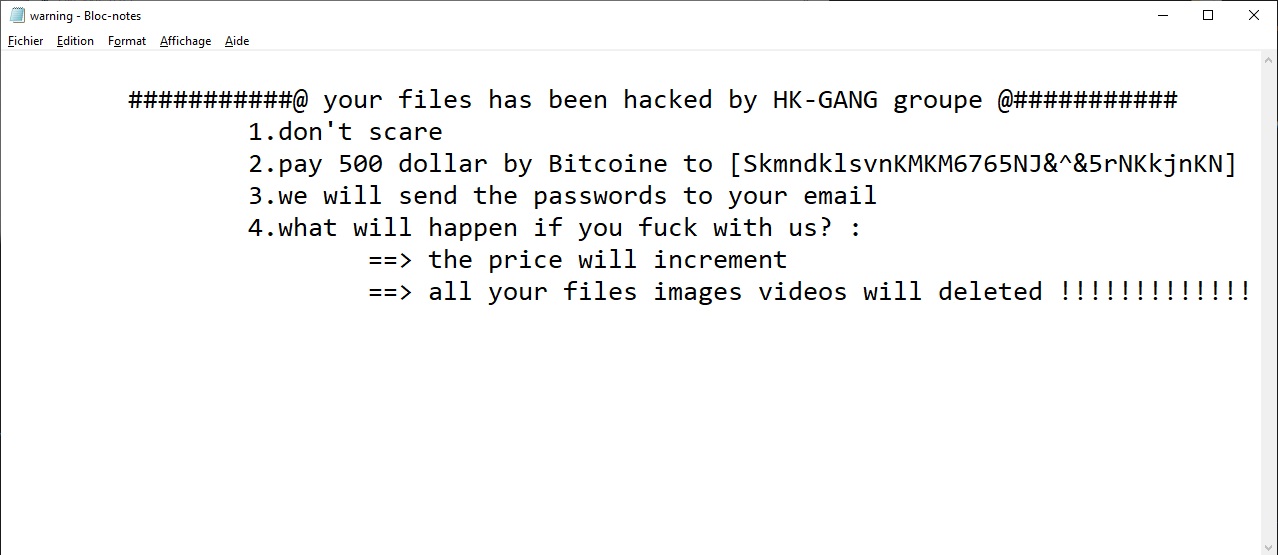 warning - Bloc-notes
Fichier Edition Format Affichage Aide
###########@ your files has been hacked by HK-GANG groupe @###########
1.don't scare
2.pay 500 dollar by Bitcoine to [SkmndklsvnKMKM6765NJ&^&5rNKkjnKN]
3.we will send the passwords to your email
4.what will happen if you fuck with us? :
==> the price will increment
==> all your files images videos will deleted !!!!!!!!!!!!!